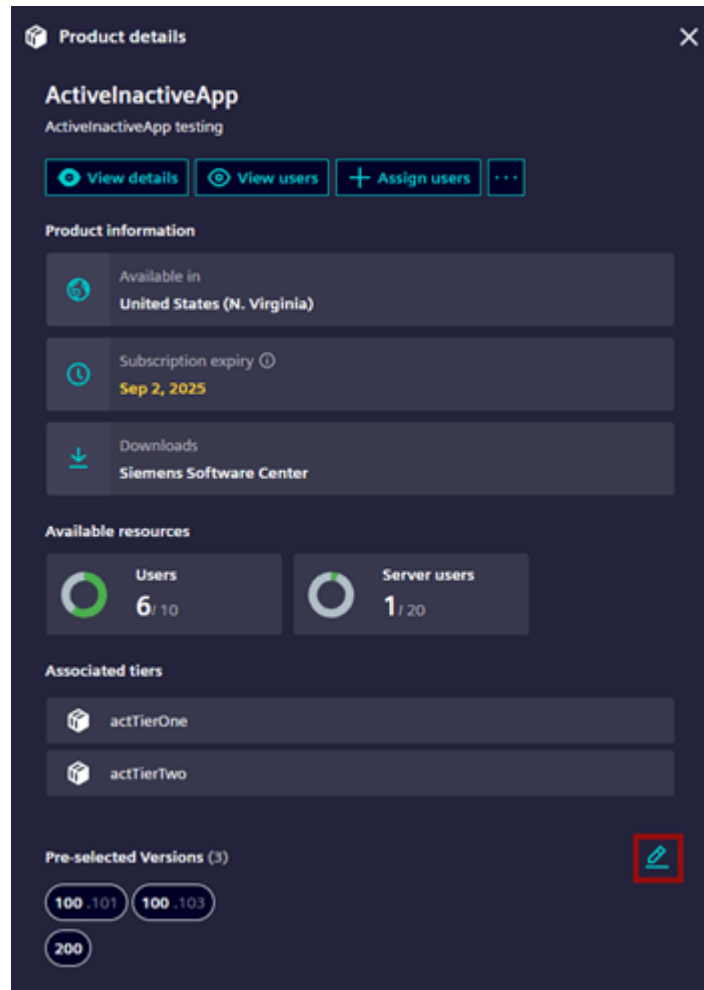 Product details
ActiveInactiveApp
ActiveInactiveApp testing
View details View users Assign users ...
Product information
Available in
United States (N. Virginia)
Subscription expiry
Sep 2, 2025
Downloads
Siemens Software Center
Available resources
Users Server users
6/ 10 1/ 20
Associated tiers
actTierOne
actTierTwo
Pre-selected Versions (3)
100 .101 100 .103
200